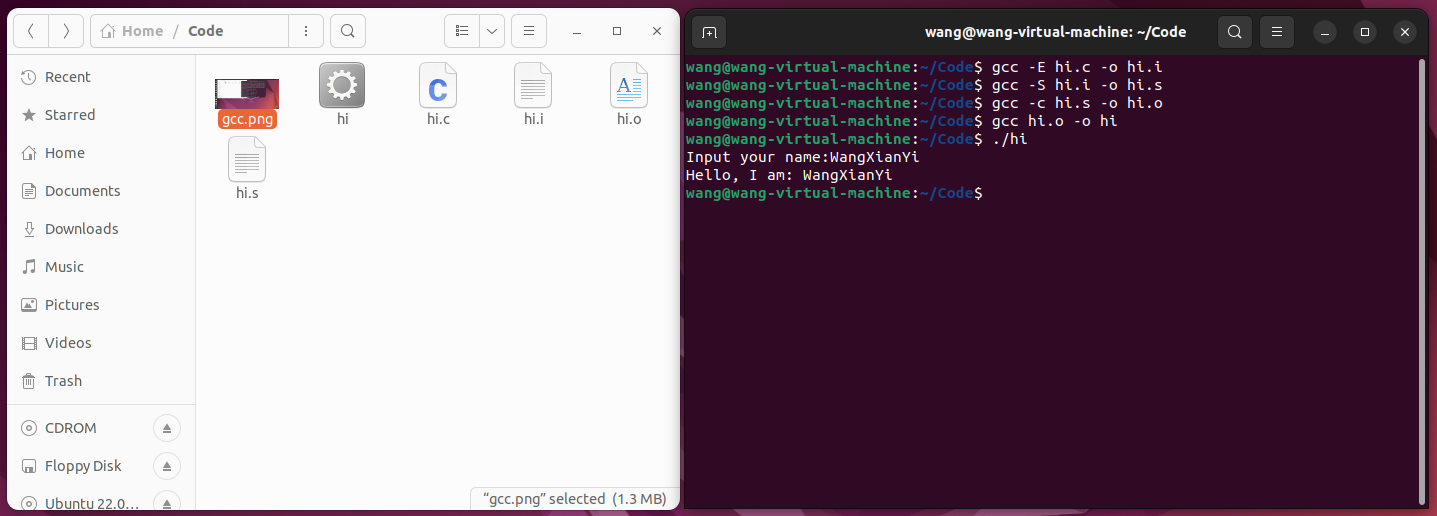 Home / Code
Recent
Starred
Home
Documents
Downloads
Music
Pictures
Videos
Trash
CDROM
Floppy Disk
Ubuntu 22.0…
gcc.png
hi
hi.c
hi.i
hi.o
hi.s
“gcc.png” selected (1.3 MB)
wang@wang-virtual-machine: ~/Code
wang@wang-virtual-machine:~/Code$ gcc -E hi.c -o hi.i
wang@wang-virtual-machine:~/Code$ gcc -S hi.i -o hi.s
wang@wang-virtual-machine:~/Code$ gcc -c hi.s -o hi.o
wang@wang-virtual-machine:~/Code$ gcc hi.o -o hi
wang@wang-virtual-machine:~/Code$ ./hi
Input your name:WangXianYi
Hello, I am: WangXianYi
wang@wang-virtual-machine:~/Code$